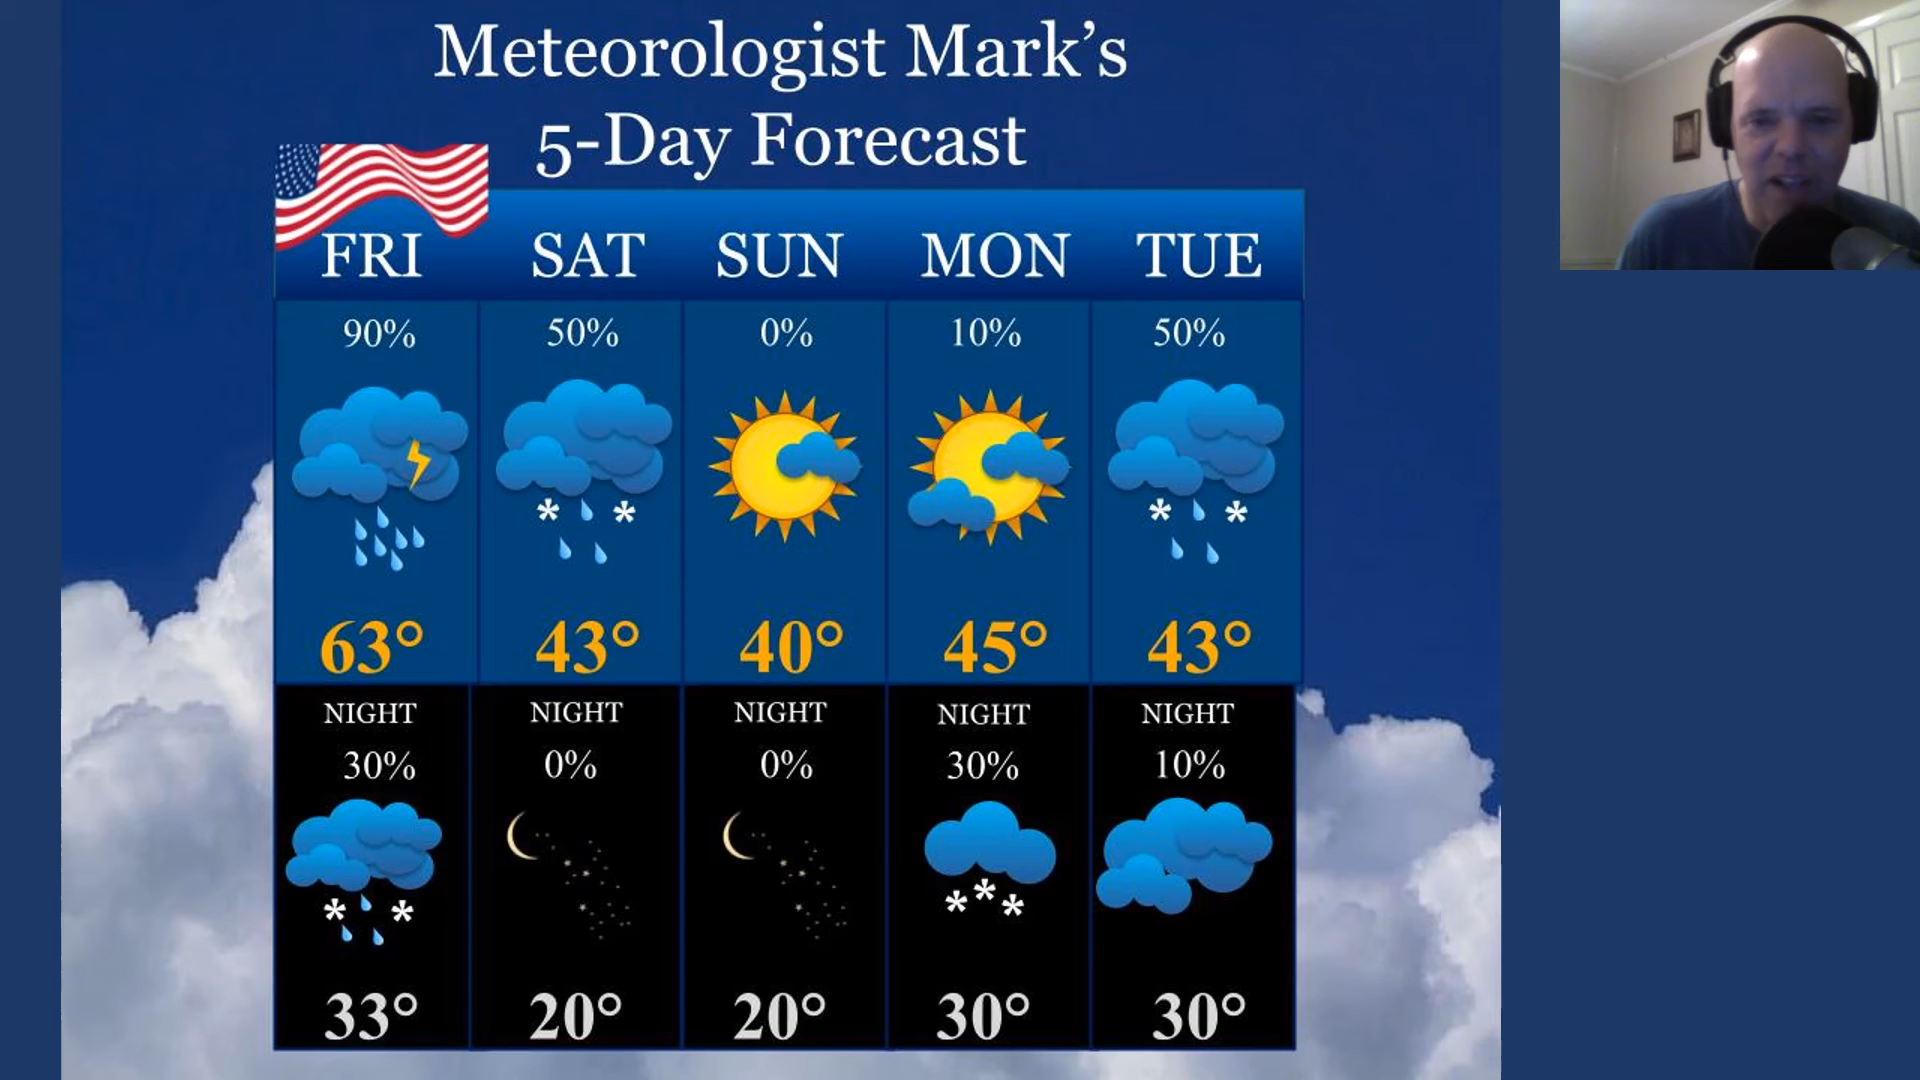 Meteorologist Mark’s
5-Day Forecast
FRI SAT SUN MON TUE
90% 50% 0% 10% 50%
63° 43° 40° 45° 43°
NIGHT NIGHT NIGHT NIGHT NIGHT
30% 0% 0% 30% 10%
33° 20° 20° 30° 30°